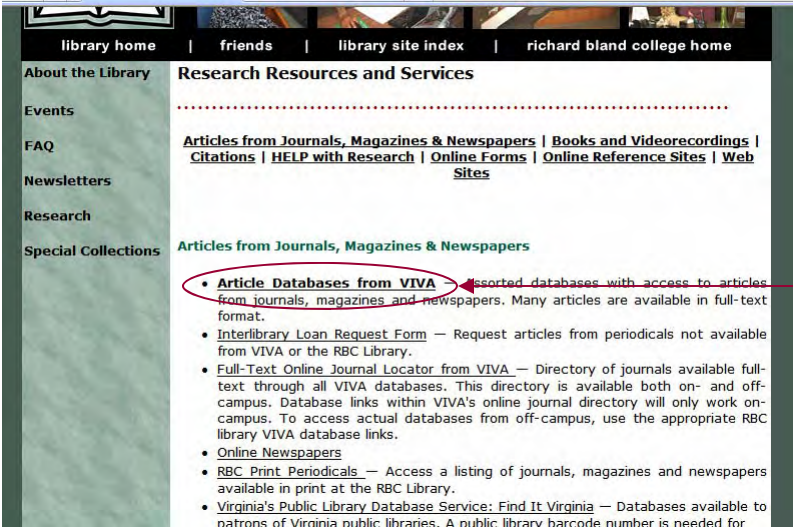 library home | friends | library site index | richard bland college home
About the Library
Events
FAQ
Newsletters
Research
Special Collections
Research Resources and Services
Articles from Journals, Magazines & Newspapers | Books and Videorecordings |
Citations | HELP with Research | Online Forms | Online Reference Sites | Web
Sites
Articles from Journals, Magazines & Newspapers
• Article Databases from VIVA — Assorted databases with access to articles
from journals, magazines and newspapers. Many articles are available in full-text
format.
• Interlibrary Loan Request Form — Request articles from periodicals not available
from VIVA or the RBC Library.
• Full-Text Online Journal Locator from VIVA — Directory of journals available full-
text through all VIVA databases. This directory is available both on- and off-
campus. Database links within VIVA's online journal directory will only work on-
campus. To access actual databases from off-campus, use the appropriate RBC
library VIVA database links.
• Online Newspapers
• RBC Print Periodicals — Access a listing of journals, magazines and newspapers
available in print at the RBC Library.
• Virginia's Public Library Database Service: Find It Virginia — Databases available to
patrons of Virginia public libraries. A public library barcode number is needed for